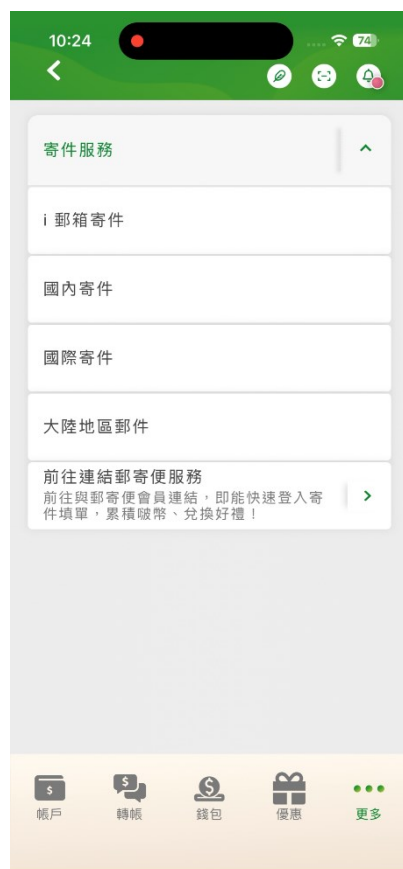 10:24
74
寄件服務
i 郵箱寄件
國內寄件
國際寄件
大陸地區郵件
前往連結郵寄便服務
前往與郵寄便會員連結，即能快速登入寄
件填單，累積啵幣、兌換好禮！
帳戶 轉帳 錢包 優惠 更多